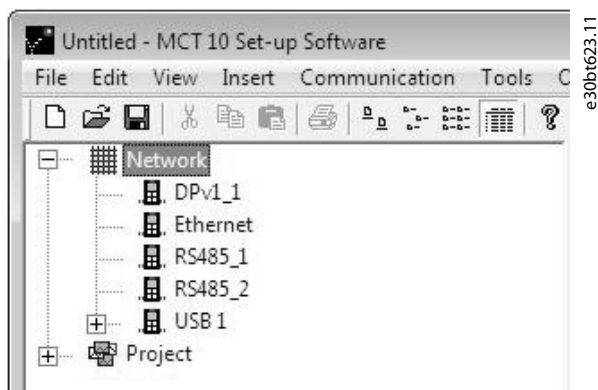 Untitled - MCT 10 Set-up Software
File Edit View Insert Communication Tools
Network
DPv1_1
Ethernet
RS485_1
RS485_2
USB 1
Project
e30bt623.11